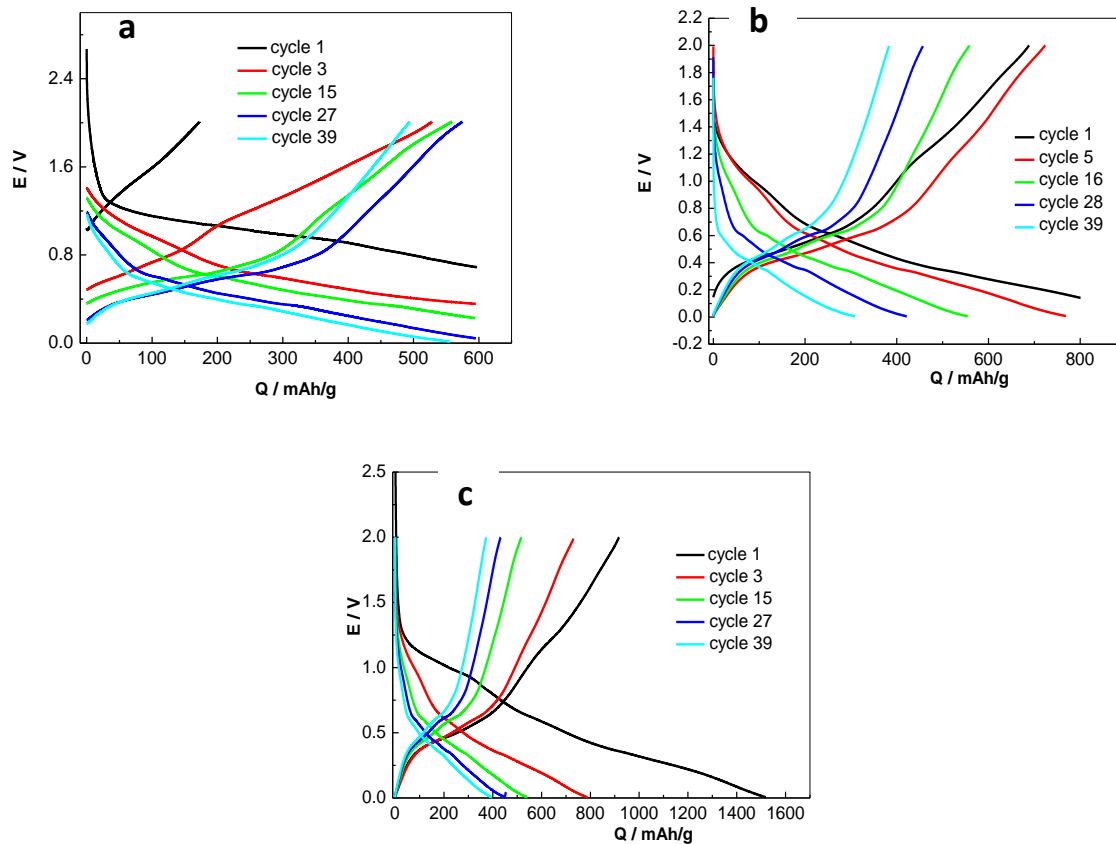 a
cycle 1
cycle 3
cycle 15
cycle 27
cycle 39
E / V
2.4
1.6
0.8
0.0
0 100 200 300 400 500 600
Q / mAh/g
b
cycle 1
cycle 5
cycle 16
cycle 28
cycle 39
E / V
2.2
2.0
1.8
1.6
1.4
1.2
1.0
0.8
0.6
0.4
0.2
0.0
-0.2
0 200 400 600 800
Q / mAh/g
c
cycle 1
cycle 3
cycle 15
cycle 27
cycle 39
E / V
2.5
2.0
1.5
1.0
0.5
0.0
0 200 400 600 800 1000 1200 1400 1600
Q / mAh/g